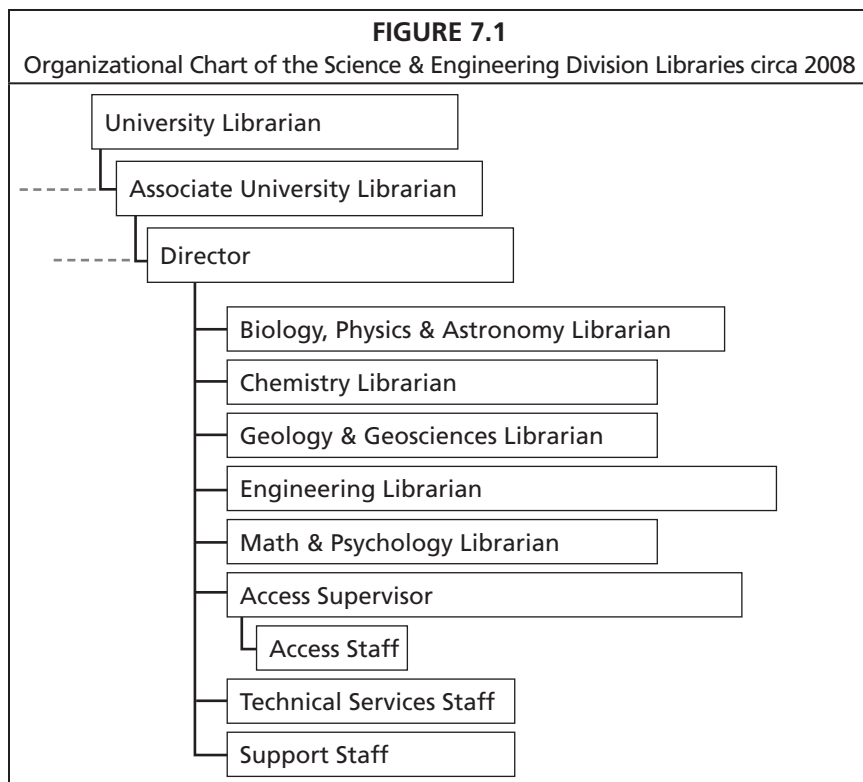 FIGURE 7.1
Organizational Chart of the Science & Engineering Division Libraries circa 2008
University Librarian
Associate University Librarian
Director
Biology, Physics & Astronomy Librarian
Chemistry Librarian
Geology & Geosciences Librarian
Engineering Librarian
Math & Psychology Librarian
Access Supervisor
Access Staff
Technical Services Staff
Support Staff